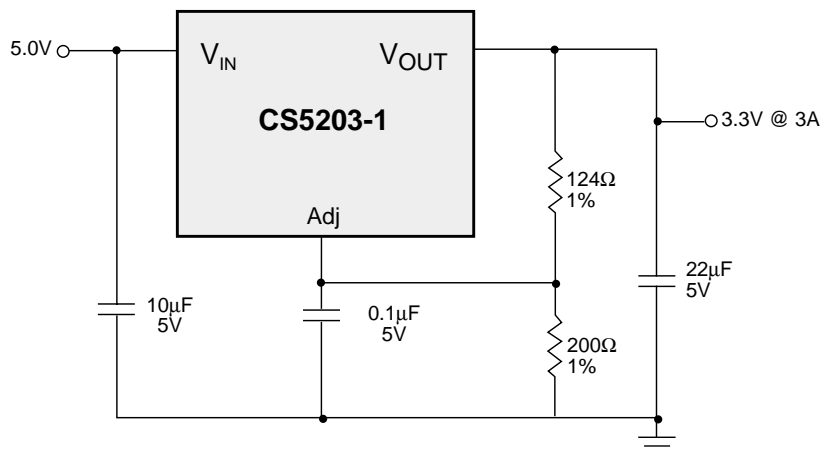 5.0V
VIN
VOUT
CS5203-1
3.3V @ 3A
124Ω
1%
Adj
10μF
5V
0.1μF
5V
22μF
5V
200Ω
1%